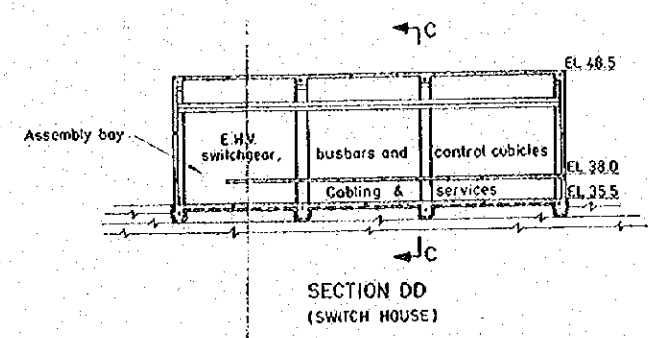 C
EL 48.5
Assembly bay
E.H.V.
switchgear,
busbars and
control cubicles
EL 38.0
Cabling &
services
EL 35.5
C
SECTION DD
(SWITCH HOUSE)